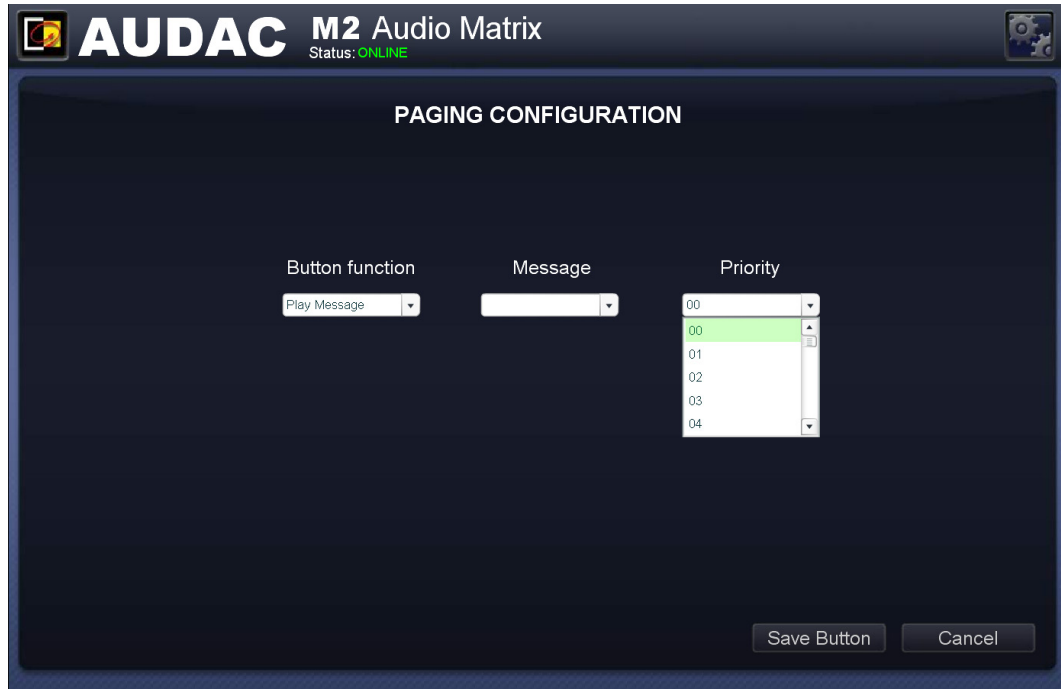 AUDAC
M2 Audio Matrix
Status: ONLINE
PAGING CONFIGURATION
Button function
Message
Priority
Play Message
00
00
01
02
03
04
Save Button
Cancel